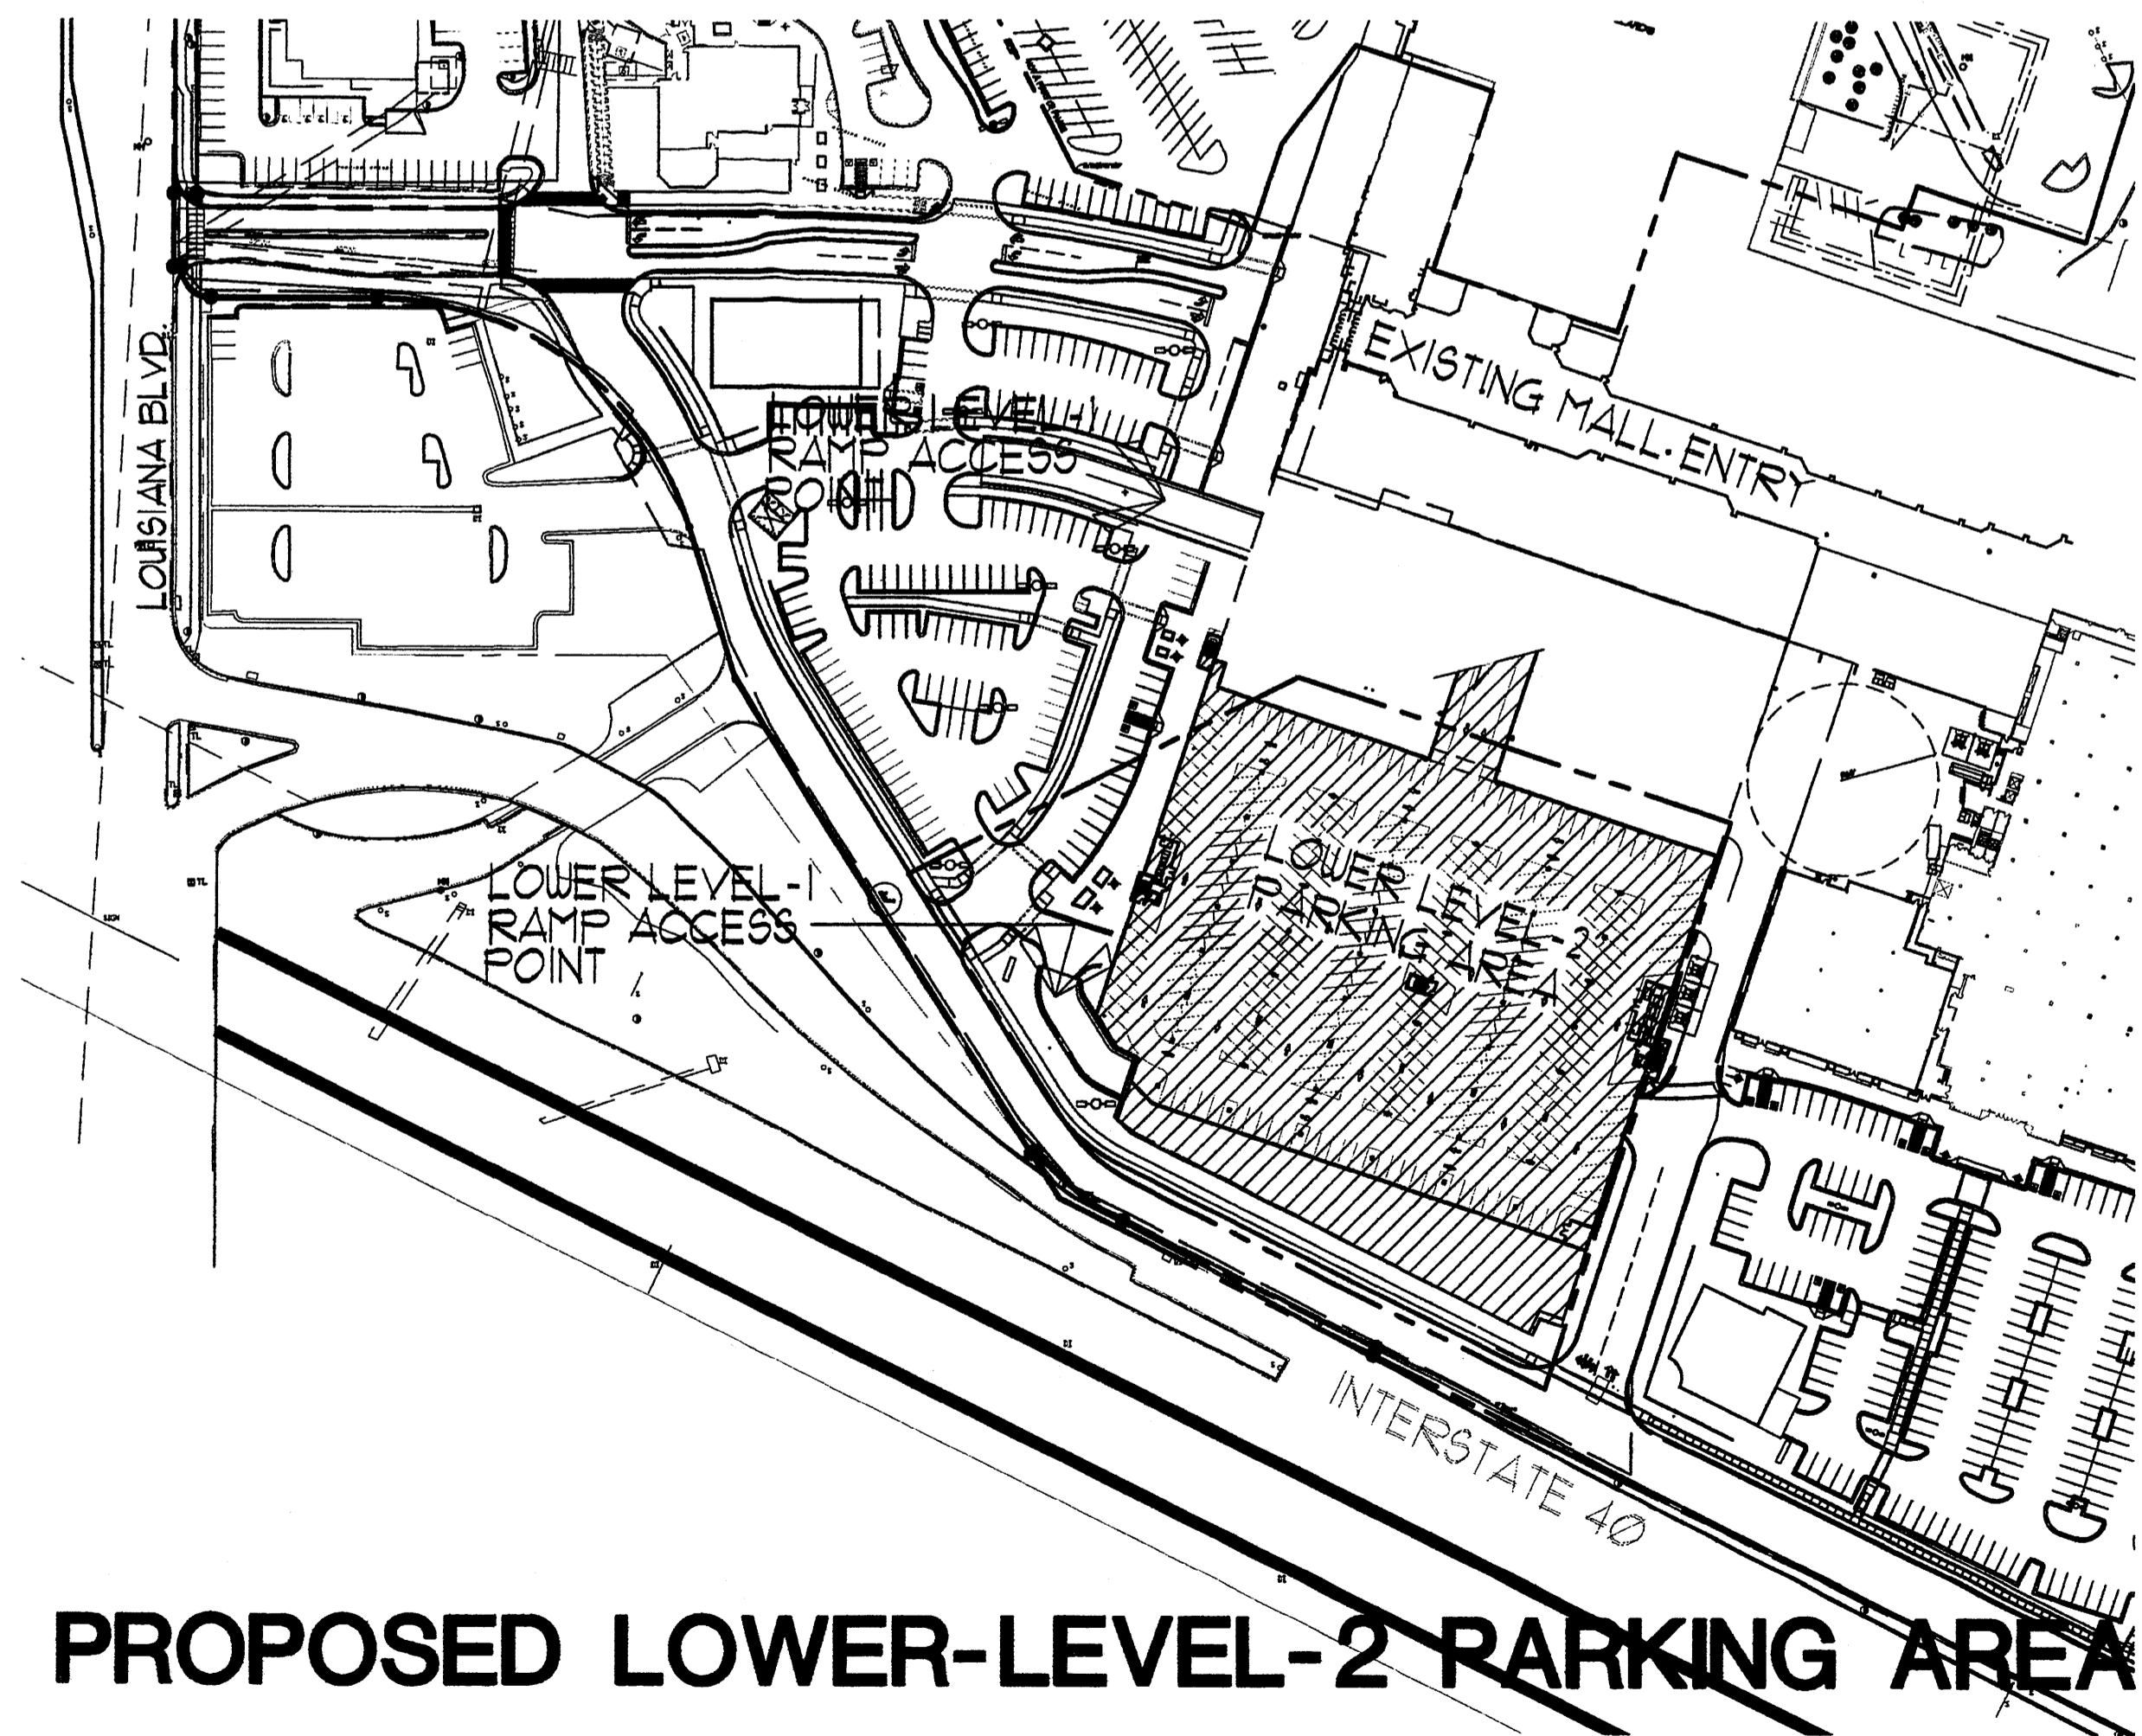 LOUISIANA BLVD.
EXISTING MALL ENTRY
LOWER LEVEL-1
RAMP ACCESS
POINT
LOWER LEVEL-2
PARKING AREA
LOWER LEVEL-1
RAMP ACCESS
POINT
INTERSTATE 40
PROPOSED LOWER-LEVEL-2 PARKING AREA